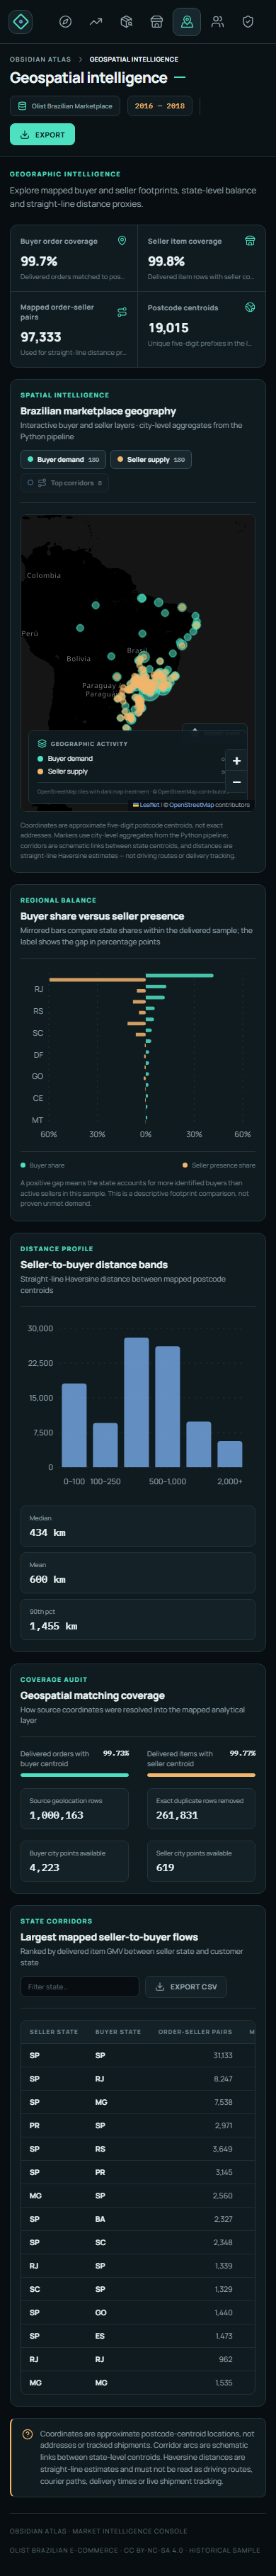 OBSIDIAN ATLAS > GEOSPATIAL INTELLIGENCE
Geospatial intelligence —
Olist Brazilian Marketplace
2016 — 2018
EXPORT
GEOGRAPHIC INTELLIGENCE
Explore mapped buyer and seller footprints, state-level balance
and straight-line distance proxies.
Buyer order coverage
99.7%
Delivered orders matched to pos...
Seller item coverage
99.8%
Delivered item rows with seller co...
Mapped order-seller
pairs
97,333
Used for straight-line distance pr...
Postcode centroids
19,015
Unique five-digit prefixes in the l...
SPATIAL INTELLIGENCE
Brazilian marketplace geography
Interactive buyer and seller layers · city-level aggregates from the
Python pipeline
Buyer demand 180
Seller supply 180
Top corridors 8
Colombia
Perú
Brasil
Bolivia
Paraguay
Paragu
GEOGRAPHIC ACTIVITY
Buyer demand
Seller supply
OpenStreetMap tiles with dark map treatment · © OpenStreetMap contributors
+
−
Leaflet | © OpenStreetMap contributors
Coordinates are approximate five-digit postcode centroids, not exact
addresses. Markers use city-level aggregates from the Python pipeline;
corridors are schematic links between state centroids, and distances are
straight-line Haversine estimates — not driving routes or delivery tracking.
REGIONAL BALANCE
Buyer share versus seller presence
Mirrored bars compare state shares within the delivered sample; the
label shows the gap in percentage points
RJ
RS
SC
DF
GO
CE
MT
60% 30% 0% 30% 60%
Buyer share
Seller presence share
A positive gap means the state accounts for more identified buyers than
active sellers in this sample. This is a descriptive footprint comparison, not
proven unmet demand.
DISTANCE PROFILE
Seller-to-buyer distance bands
Straight-line Haversine distance between mapped postcode
centroids
30,000
22,500
15,000
7,500
0
0–100 100–250 500–1,000 2,000+
Median
434 km
Mean
600 km
90th pct
1,455 km
COVERAGE AUDIT
Geospatial matching coverage
How source coordinates were resolved into the mapped analytical
layer
Delivered orders with
buyer centroid
99.73%
Delivered items with
seller centroid
99.77%
Source geolocation rows
1,000,163
Exact duplicate rows removed
261,831
Buyer city points available
4,223
Seller city points available
619
STATE CORRIDORS
Largest mapped seller-to-buyer flows
Ranked by delivered item GMV between seller state and customer
state
Filter state...
EXPORT CSV
SELLER STATE BUYER STATE ORDER-SELLER PAIRS M
SP SP 31,133
SP RJ 8,247
SP MG 7,538
PR SP 2,971
SP RS 3,649
SP PR 3,145
MG SP 2,560
SP BA 2,327
SP SC 2,348
RJ SP 1,339
SC SP 1,329
SP GO 1,440
SP ES 1,473
RJ RJ 962
MG MG 1,535
Coordinates are approximate postcode-centroid locations, not
addresses or tracked shipments. Corridor arcs are schematic
links between state-level centroids. Haversine distances are
straight-line estimates and must not be read as driving routes,
courier paths, delivery times or live shipment tracking.
OBSIDIAN ATLAS · MARKET INTELLIGENCE CONSOLE
OLIST BRAZILIAN E-COMMERCE · CC BY-NC-SA 4.0 · HISTORICAL SAMPLE